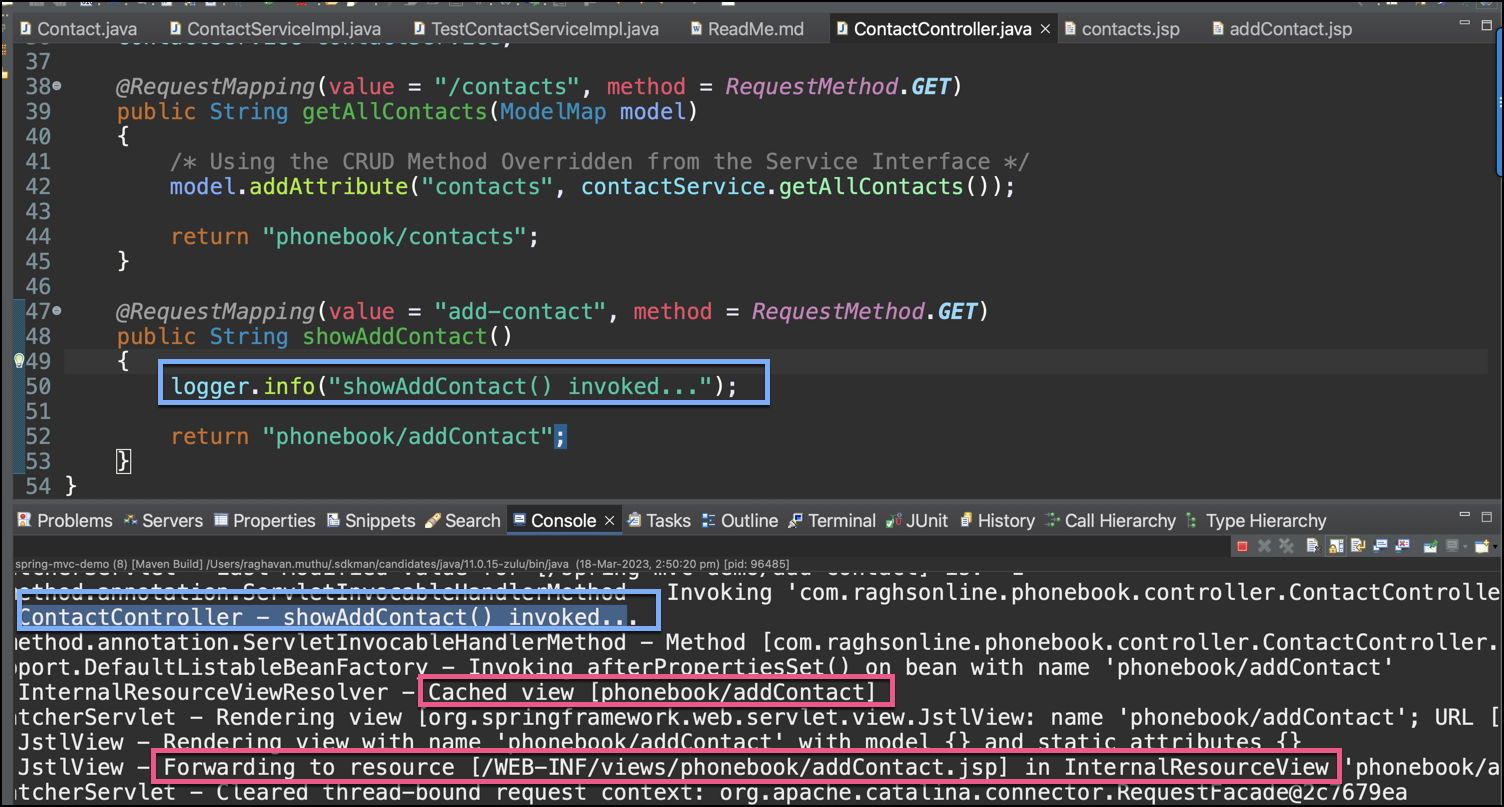 Contact.java ContactServiceImpl.java TestContactServiceImpl.java ReadMe.md ContactController.java × contacts.jsp addContact.jsp
37
38 @RequestMapping(value = "/contacts", method = RequestMethod.GET)
39 public String getAllContacts(ModelMap model)
40 {
41 /* Using the CRUD Method Overridden from the Service Interface */
42 model.addAttribute("contacts", contactService.getAllContacts());
43
44 return "phonebook/contacts";
45 }
46
47 @RequestMapping(value = "add-contact", method = RequestMethod.GET)
48 public String showAddContact()
49 {
50 logger.info("showAddContact() invoked...");
51
52 return "phonebook/addContact";
53 }
54 }
Problems Servers Properties Snippets Search Console × Tasks Outline Terminal JUnit History Call Hierarchy Type Hierarchy
spring-mvc-demo (8) [Maven Build] /Users/raghavan.muthu/.sdkman/candidates/java/11.0.15-zulu/bin/java (18-Mar-2023, 2:50:20 pm) [pid: 96485]
method.annotation.ServletInvocableHandlerMethod - Invoking 'com.raghsonline.phonebook.controller.ContactControlle
ContactController - showAddContact() invoked...
method.annotation.ServletInvocableHandlerMethod - Method [com.raghsonline.phonebook.controller.ContactController.
port.DefaultListableBeanFactory - Invoking afterPropertiesSet() on bean with name 'phonebook/addContact'
InternalResourceViewResolver - Cached view [phonebook/addContact]
tcherServlet - Rendering view [org.springframework.web.servlet.view.JstlView: name 'phonebook/addContact'; URL [
JstlView - Rendering view with name 'phonebook/addContact' with model {} and static attributes {}
JstlView - Forwarding to resource [/WEB-INF/views/phonebook/addContact.jsp] in InternalResourceView 'phonebook/a
tcherServlet - Cleared thread-bound request context: org.apache.catalina.connector.RequestFacade@2c7679ea